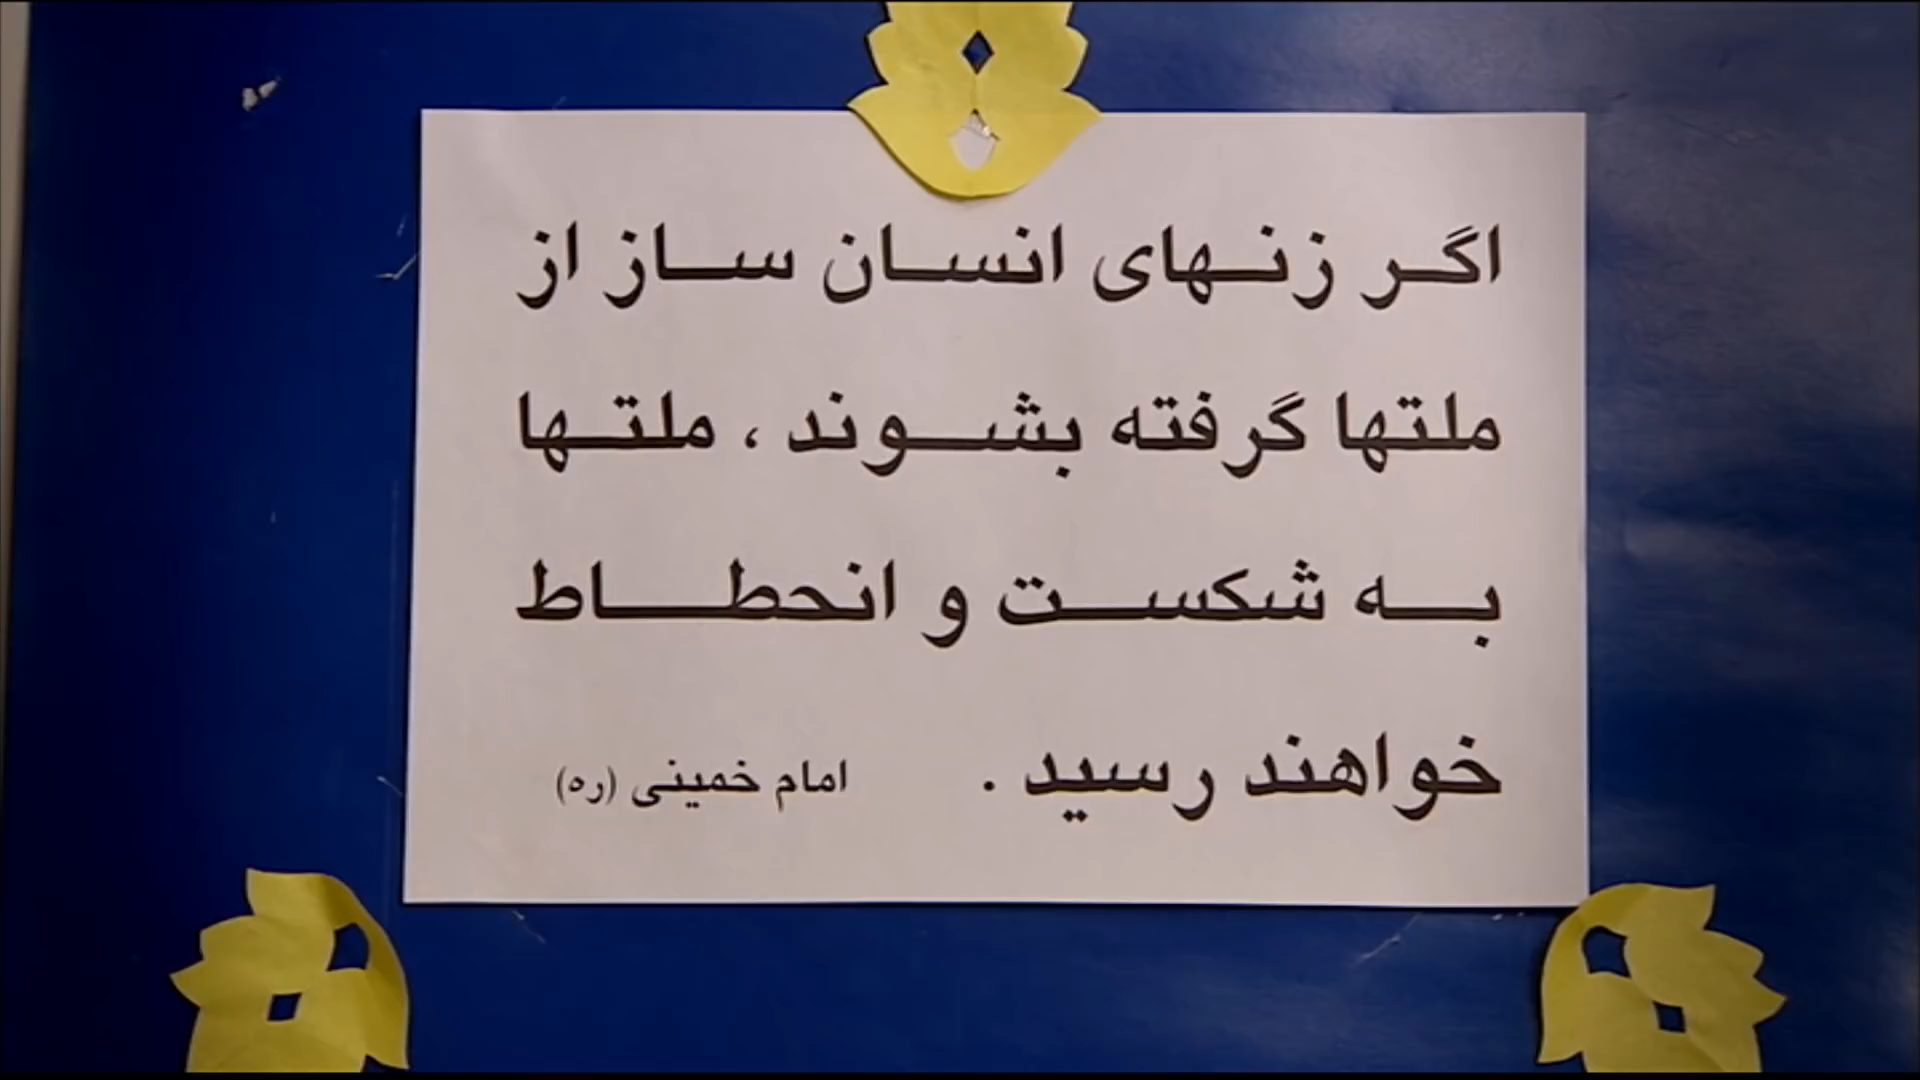 اگر زنهای انسان ساز از
ملتها گرفته بشوند ، ملتها
به شکست و انحطاط
خواهند رسید . امام خمینی (ره)